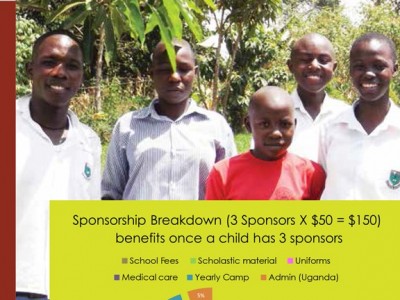 Sponsorship Breakdown (3 Sponsors X $50 = $150)
benefits once a child has 3 sponsors
School Fees Scholastic material Uniforms
Medical care Yearly Camp Admin (Uganda)
5%